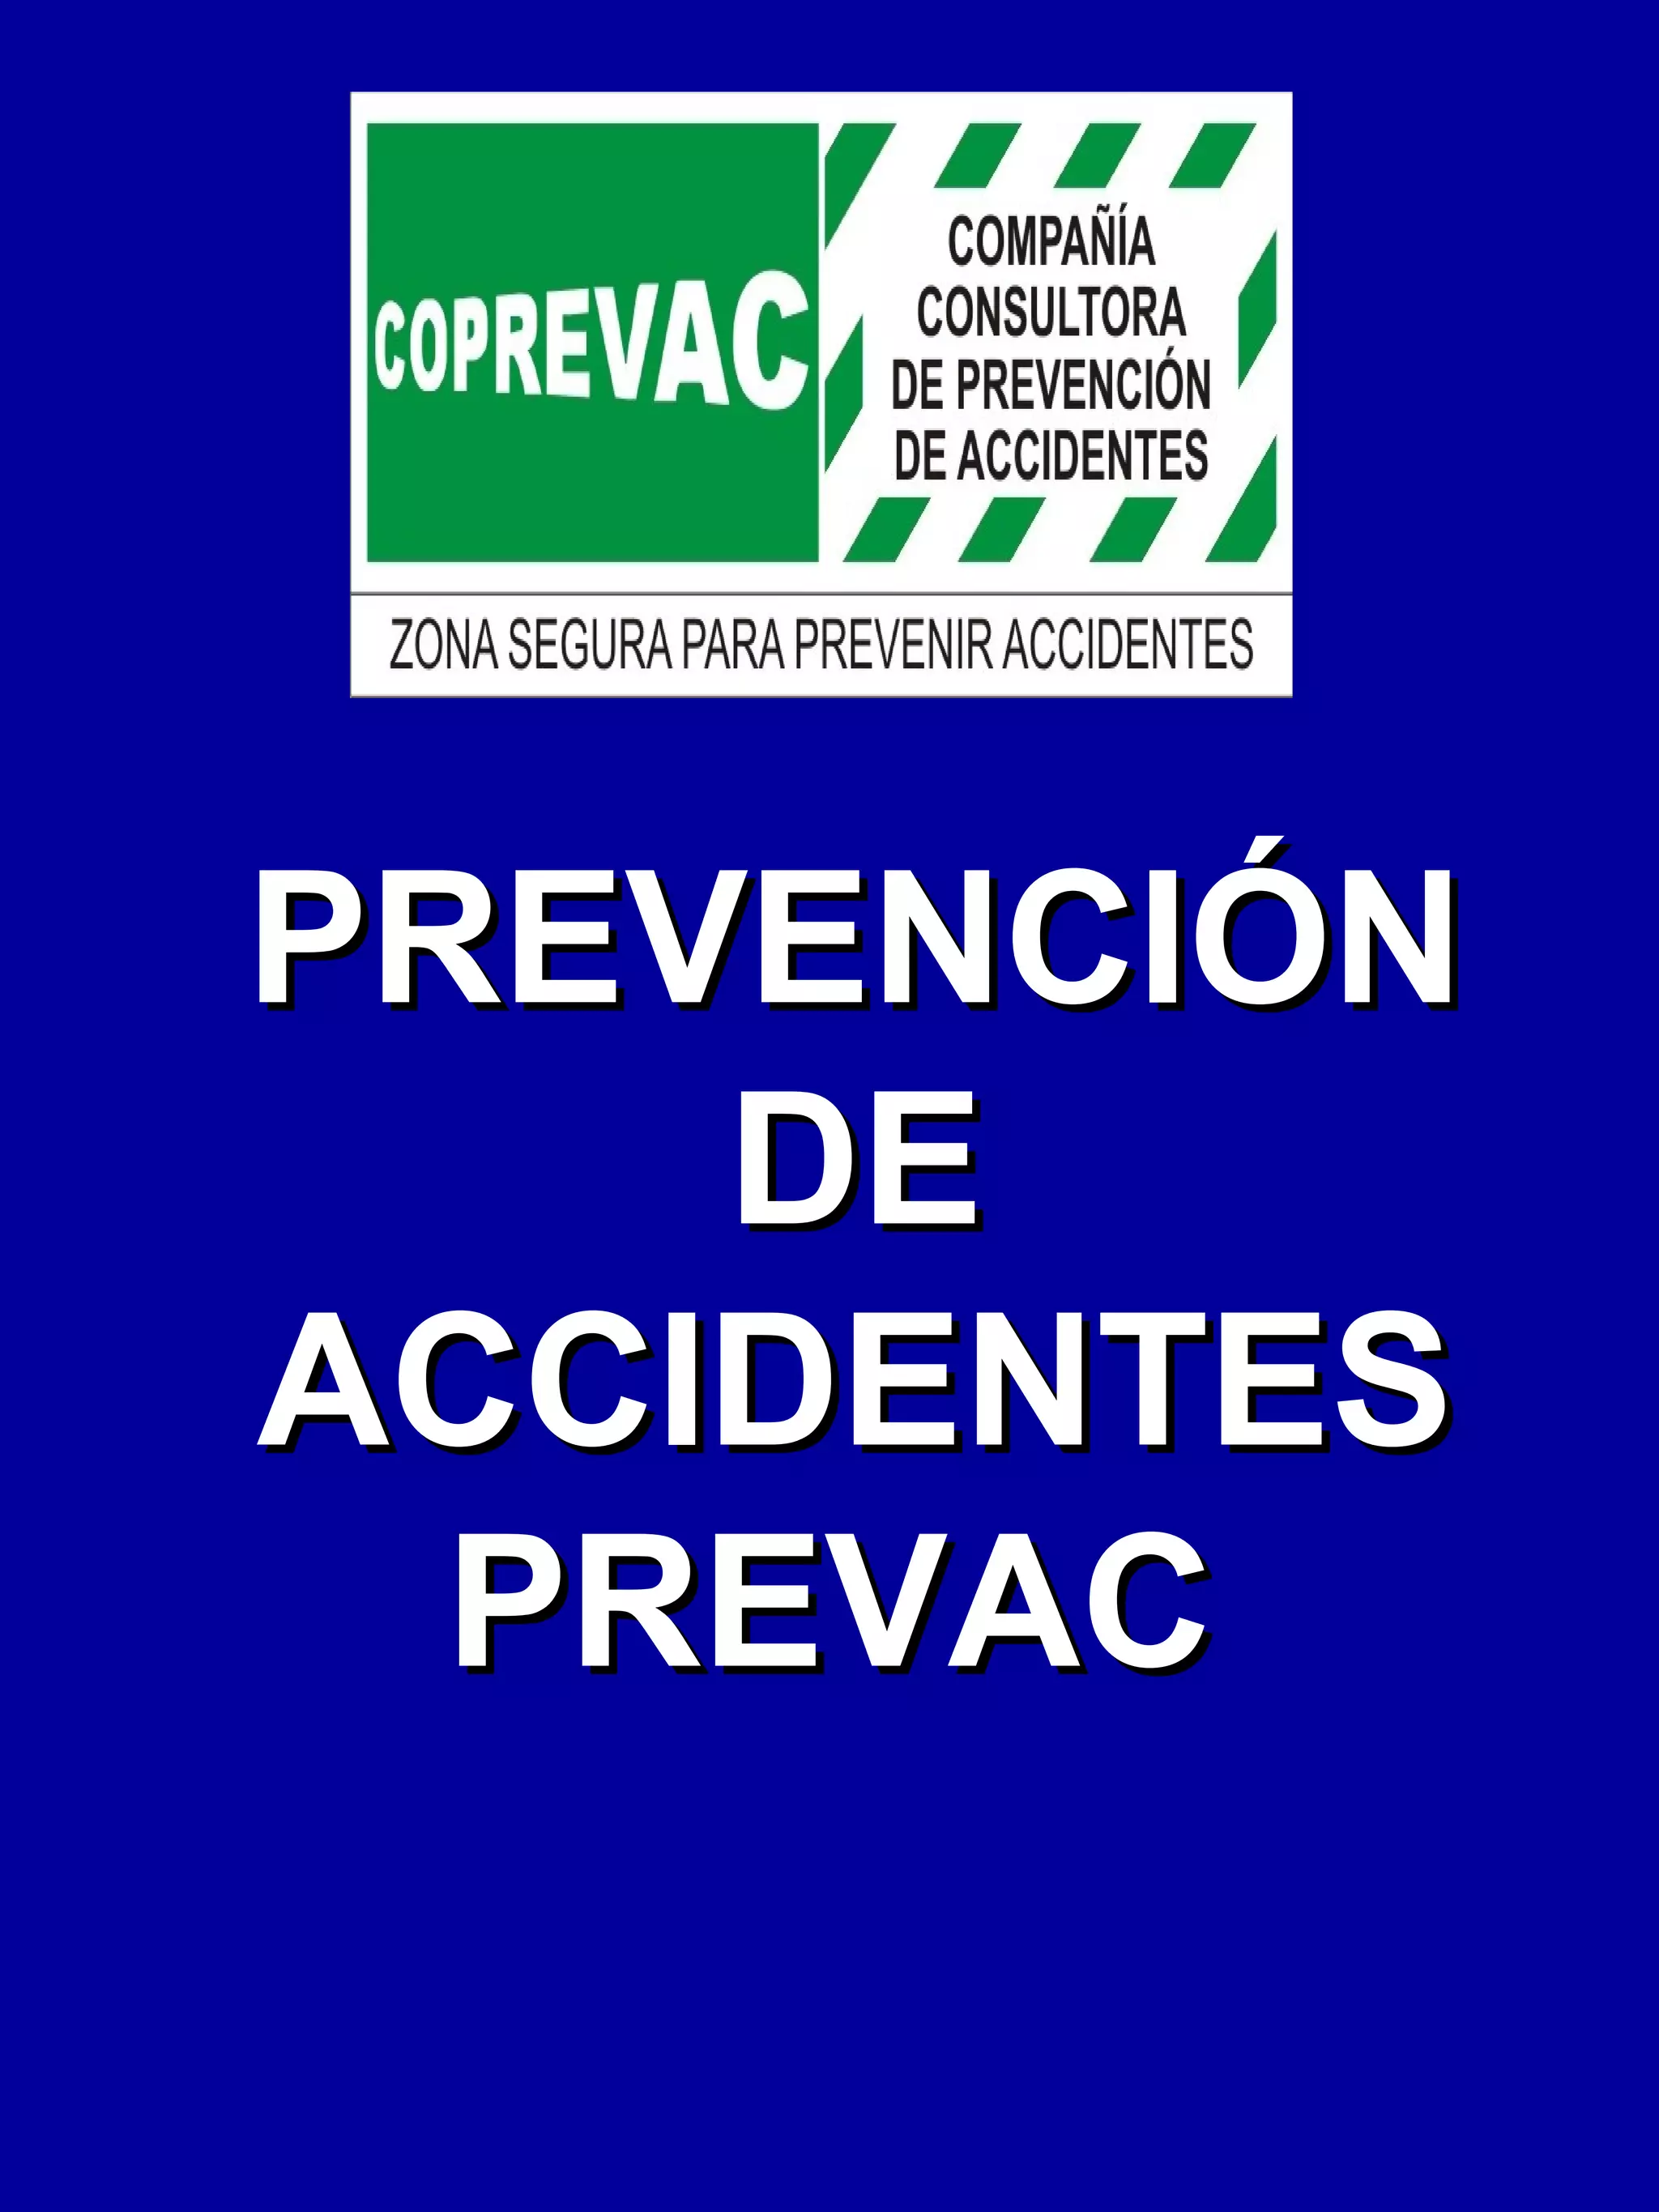 COPREVAC
COMPAÑÍA
CONSULTORA
DE PREVENCIÓN
DE ACCIDENTES
ZONA SEGURA PARA PREVENIR ACCIDENTES
PREVENCIÓN
DE
ACCIDENTES
PREVAC